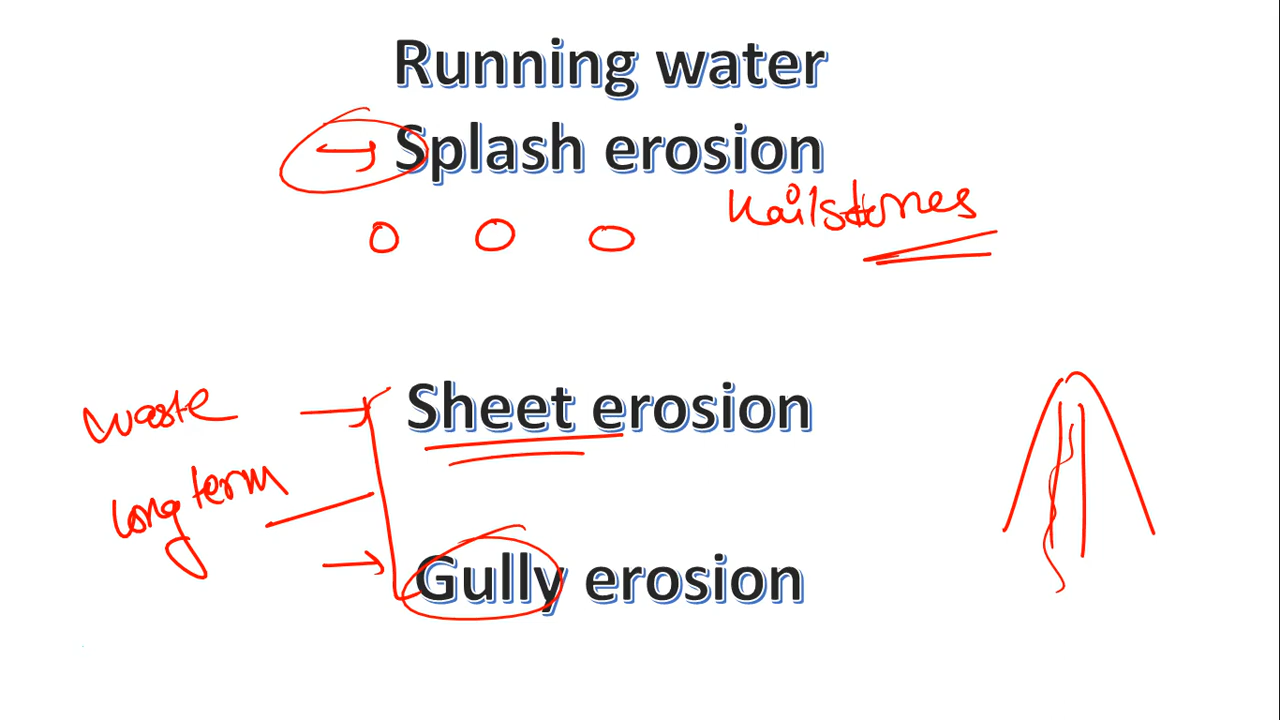 Running water
Splash erosion
hailstones
Sheet erosion
waste
long term
Gully erosion